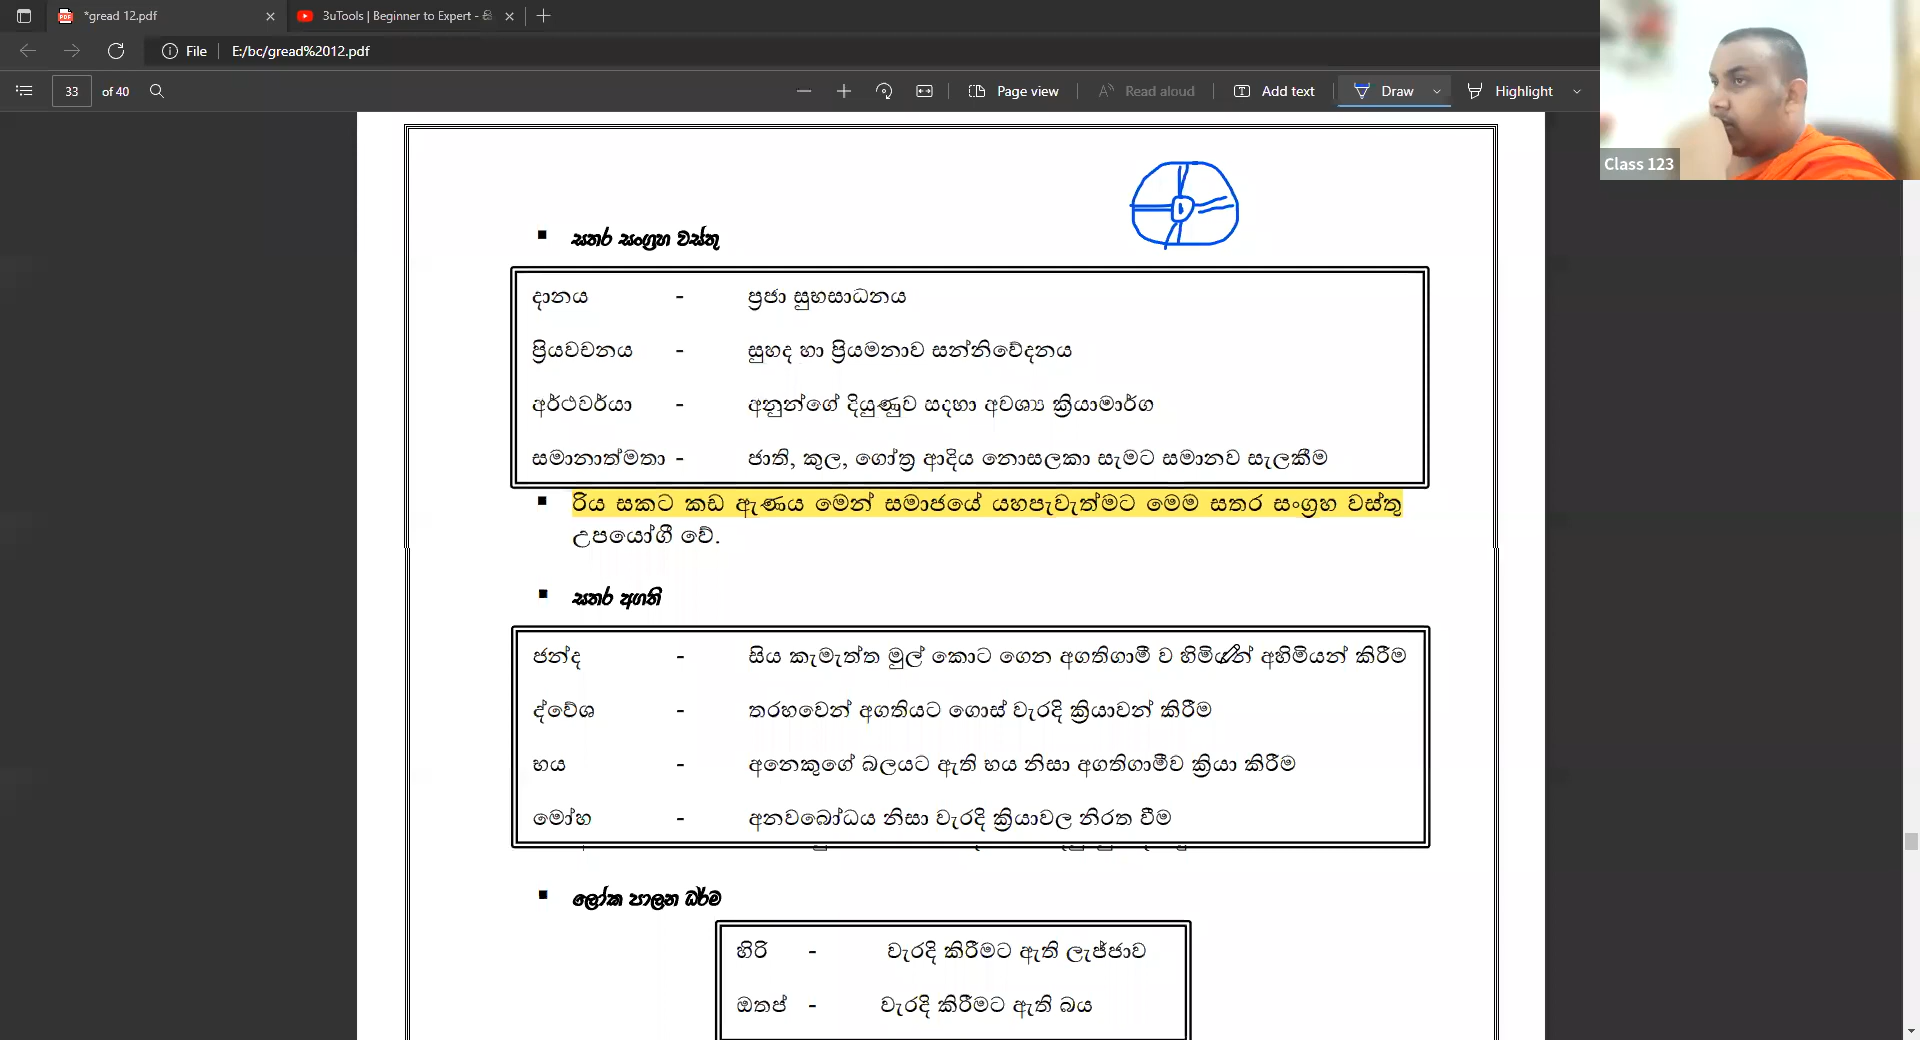 *gread 12.pdf
3uTools | Beginner to Expert - සි
File
E:/bc/gread%2012.pdf
33
of 40
Page view
Read aloud
Add text
Draw
Highlight
Class 123
සතර සංග්‍රහ වස්තු
දානය - ප්‍රජා සුභසාධනය
ප්‍රියවචනය - සුහද හා ප්‍රියමනාව සන්නිවේදනය
අර්ථචර්යා - අනුන්ගේ දියුණුව සදහා අවශ්‍ය ක්‍රියාමාර්ග
සමානාත්මතා - ජාති, කුල, ගෝත්‍ර ආදිය නොසලකා සැමට සමානව සැලකීම
රිය සකට කඩ ඇණය මෙන් සමාජයේ යහපැවැත්මට මෙම සතර සංග්‍රහ වස්තු
උපයෝගී වේ.
සතර අගති
ඡන්ද - සිය කැමැත්ත මුල් කොට ගෙන අගතිගාමී ව හිමියන් අහිමියන් කිරීම
ද්වේශ - තරහවෙන් අගතියට ගොස් වැරදි ක්‍රියාවන් කිරීම
භය - අනෙකුගේ බලයට ඇති භය නිසා අගතිගාමීව ක්‍රියා කිරීම
මෝහ - අනවබෝධය නිසා වැරදි ක්‍රියාවල නිරත වීම
ලෝක පාලන ධර්ම
හිරි - වැරදි කිරීමට ඇති ලැජ්ජාව
ඔතප් - වැරදි කිරීමට ඇති බය